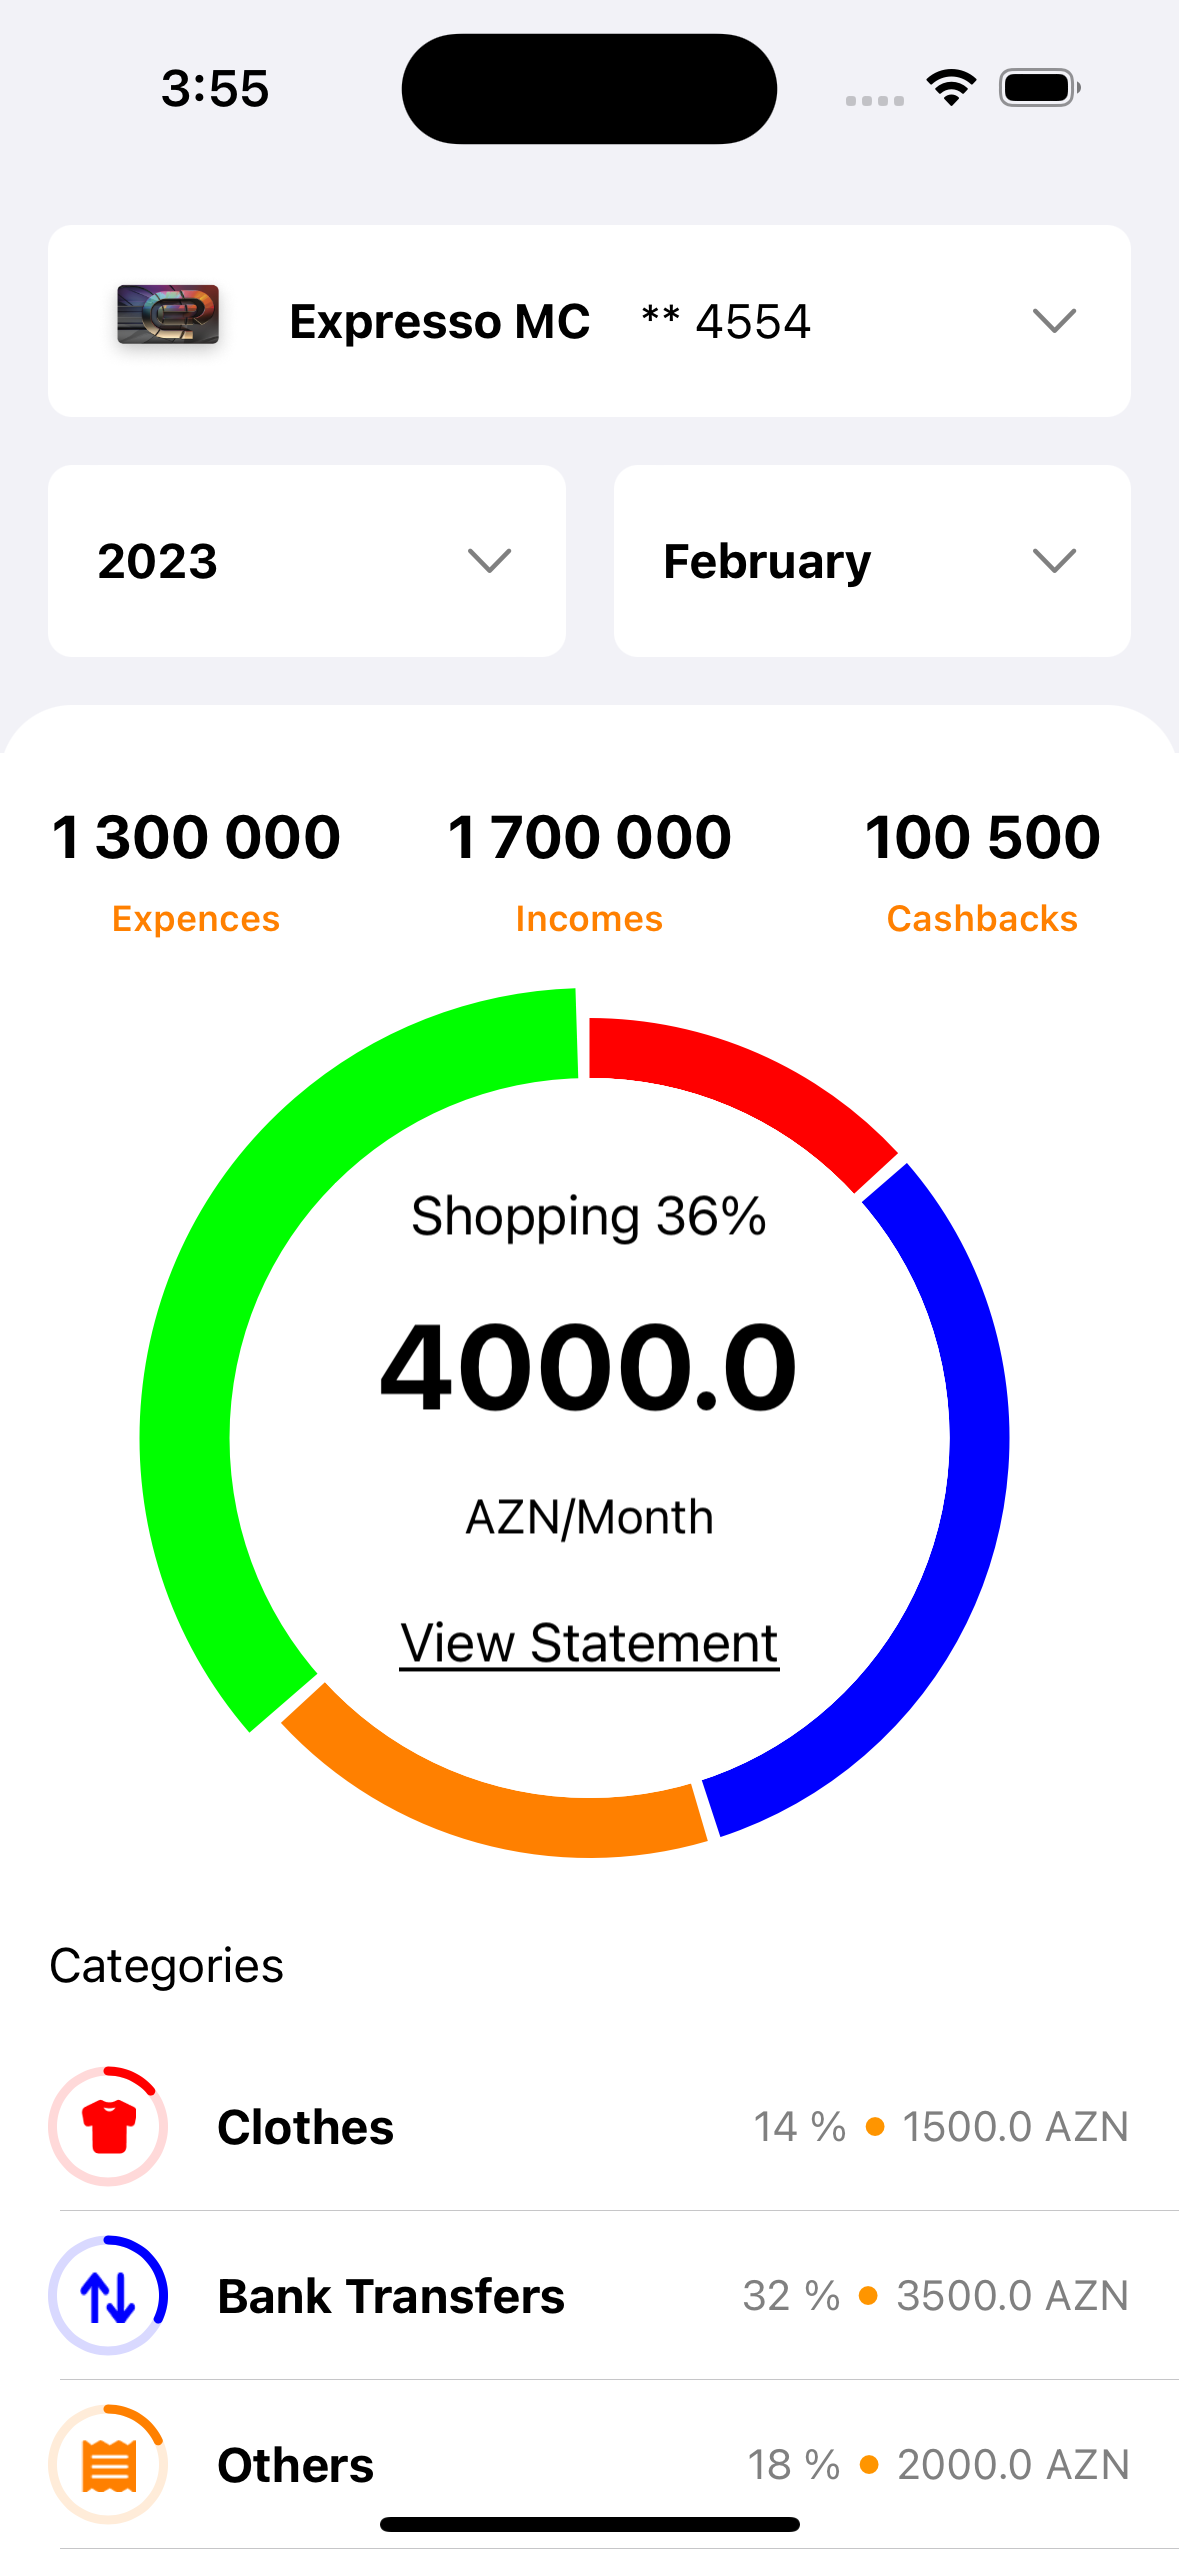 3:55
Expresso MC ** 4554
2023 February
1 300 000 1 700 000 100 500
Expences Incomes Cashbacks
Shopping 36%
4000.0
AZN/Month
View Statement
Categories
Clothes 14 % 1500.0 AZN
Bank Transfers 32 % 3500.0 AZN
Others 18 % 2000.0 AZN